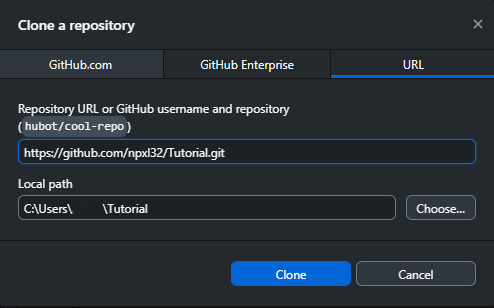 Clone a repository
GitHub.com
GitHub Enterprise
URL
Repository URL or GitHub username and repository
(hubot/cool-repo)
https://github.com/npxl32/Tutorial.git
Local path
C:\Users\ \Tutorial
Choose...
Clone
Cancel